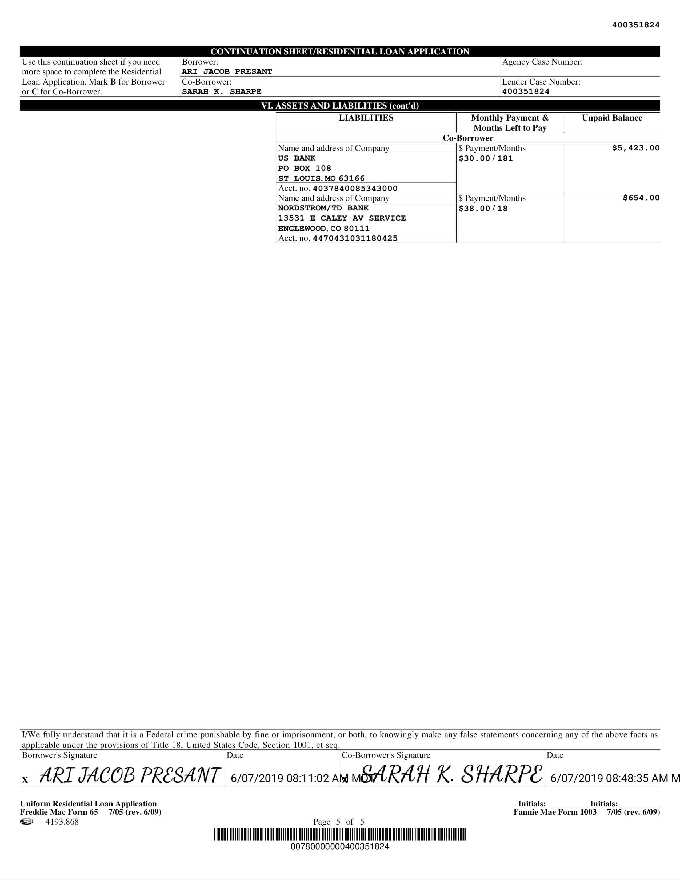 400351824
CONTINUATION SHEET/RESIDENTIAL LOAN APPLICATION
Use this continuation sheet if you need
more space to complete the Residential
Loan Application. Mark B for Borrower
or C for Co-Borrower.
Borrower:
ARI JACOB PRESANT
Co-Borrower:
SARAH K. SHARPE
Agency Case Number:
Lender Case Number:
400351824
VI. ASSETS AND LIABILITIES (cont'd)
LIABILITIES
Monthly Payment &
Months Left to Pay
Unpaid Balance
Co-Borrower
Name and address of Company
$ Payment/Months
$5,423.00
US BANK
$30.00/181
PO BOX 108
ST LOUIS,MO 63166
Acct. no. 4037840085343000
Name and address of Company
$ Payment/Months
$654.00
NORDSTROM/TD BANK
$38.00/18
13531 E CALEY AV SERVICE
ENGLEWOOD,CO 80111
Acct. no. 4470431031180425
I/We fully understand that it is a Federal crime punishable by fine or imprisonment, or both, to knowingly make any false statements concerning any of the above facts as
applicable under the provisions of Title 18, United States Code, Section 1001, et seq.
Borrower's Signature
Date
Co-Borrower's Signature
Date
X ARI JACOB PRESANT 6/07/2019 08:11:02 AM
X SARAH K. SHARPE 6/07/2019 08:48:35 AM M
Uniform Residential Loan Application
Freddie Mac Form 65 7/05 (rev. 6/09)
4193.868
Page 5 of 5
Initials:
Initials:
Fannie Mae Form 1003 7/05 (rev. 6/09)
00780000000400351824